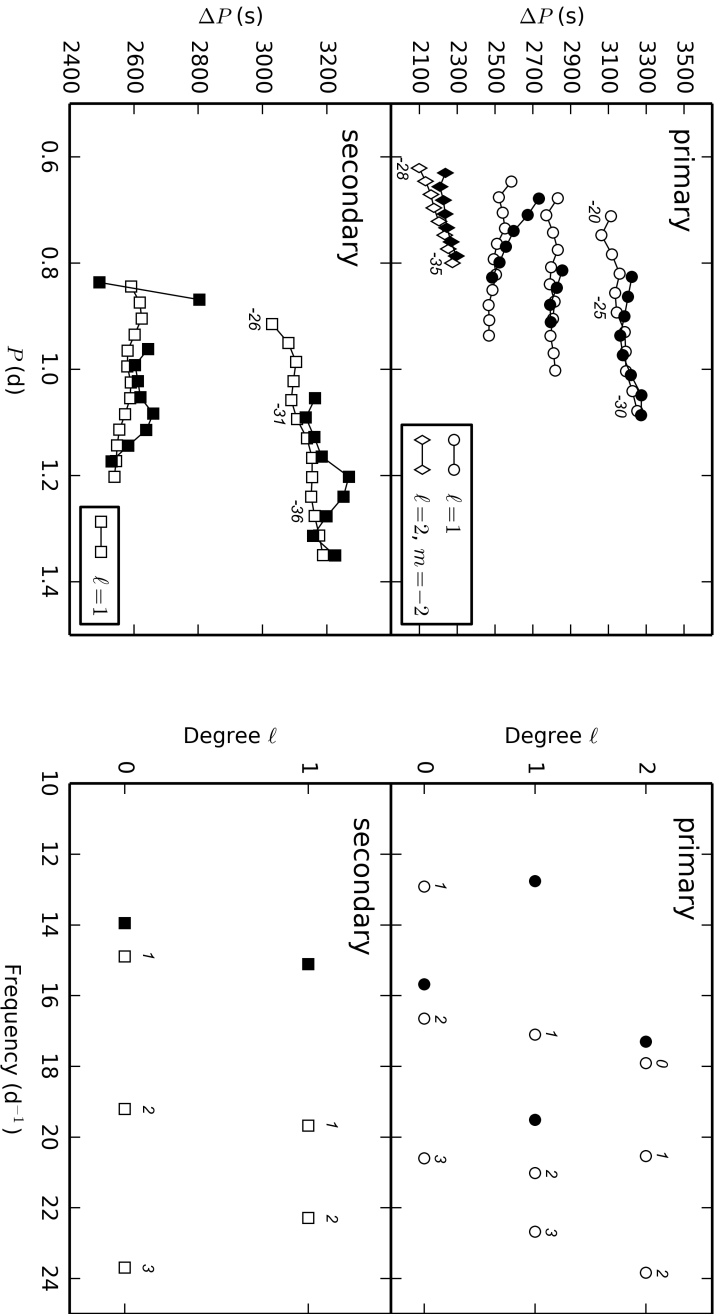 primary
ΔP (s)
3500
3300
3100
2900
2700
2500
2300
2100
-20
-25
-30
-28
-35
ℓ=1
ℓ=2, m=−2
secondary
ΔP (s)
3200
3000
2800
2600
2400
-26
-31
-36
ℓ=1
0.6 0.8 1.0 1.2 1.4
P (d)
primary
Degree ℓ
2
1
0
0 1 2
1 2 3
1 2 3
secondary
Degree ℓ
1
0
1 2
1 2 3
10 12 14 16 18 20 22 24
Frequency (d⁻¹)